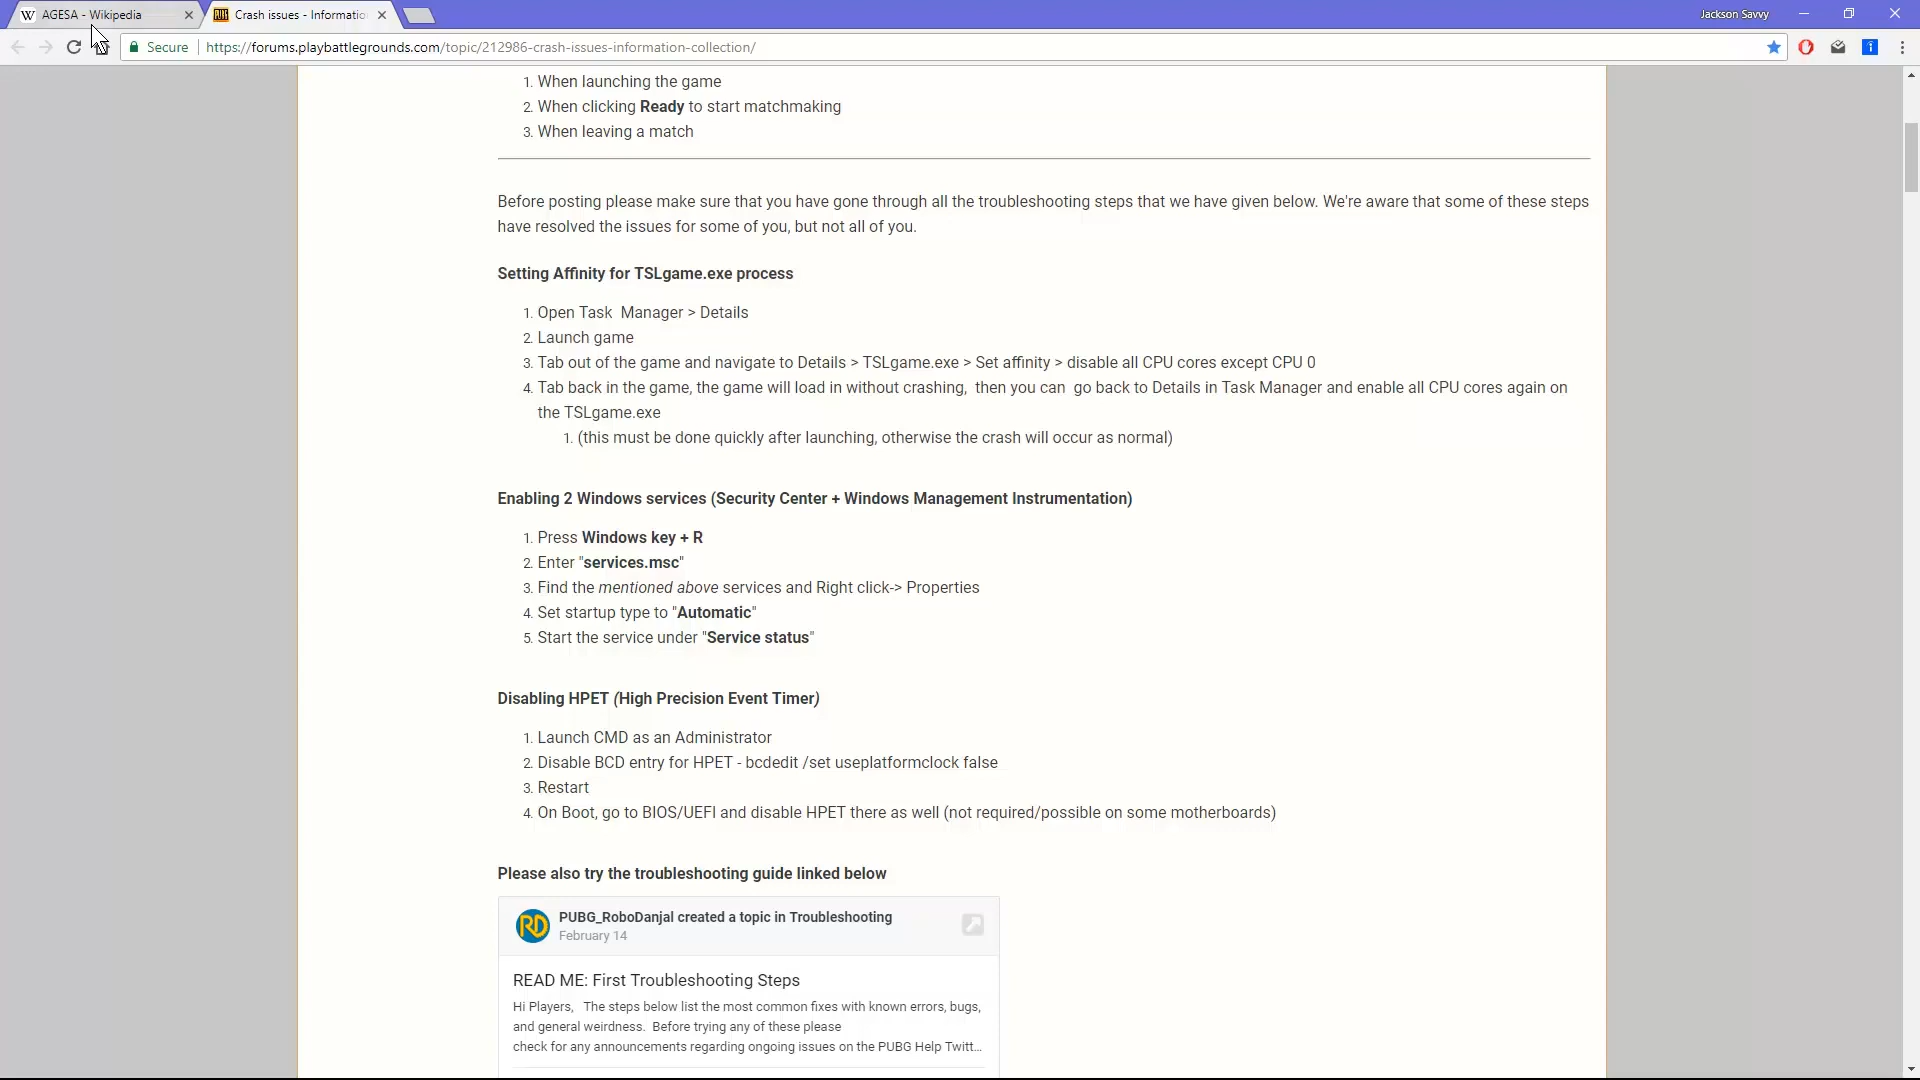 AGESA - Wikipedia
Crash issues - Informatio
Jackson Savvy
Secure
https://forums.playbattlegrounds.com/topic/212986-crash-issues-information-collection/
1. When launching the game
2. When clicking Ready to start matchmaking
3. When leaving a match
Before posting please make sure that you have gone through all the troubleshooting steps that we have given below. We're aware that some of these steps
have resolved the issues for some of you, but not all of you.
Setting Affinity for TSLgame.exe process
1. Open Task  Manager > Details
2. Launch game
3. Tab out of the game and navigate to Details > TSLgame.exe > Set affinity > disable all CPU cores except CPU 0
4. Tab back in the game, the game will load in without crashing,  then you can  go back to Details in Task Manager and enable all CPU cores again on
the TSLgame.exe
1. (this must be done quickly after launching, otherwise the crash will occur as normal)
Enabling 2 Windows services (Security Center + Windows Management Instrumentation)
1. Press Windows key + R
2. Enter "services.msc"
3. Find the mentioned above services and Right click-> Properties
4. Set startup type to "Automatic"
5. Start the service under "Service status"
Disabling HPET (High Precision Event Timer)
1. Launch CMD as an Administrator
2. Disable BCD entry for HPET - bcdedit /set useplatformclock false
3. Restart
4. On Boot, go to BIOS/UEFI and disable HPET there as well (not required/possible on some motherboards)
Please also try the troubleshooting guide linked below
RD
PUBG_RoboDanjal created a topic in Troubleshooting
February 14
READ ME: First Troubleshooting Steps
Hi Players,   The steps below list the most common fixes with known errors, bugs,
and general weirdness.  Before trying any of these please
check for any announcements regarding ongoing issues on the PUBG Help Twitt...